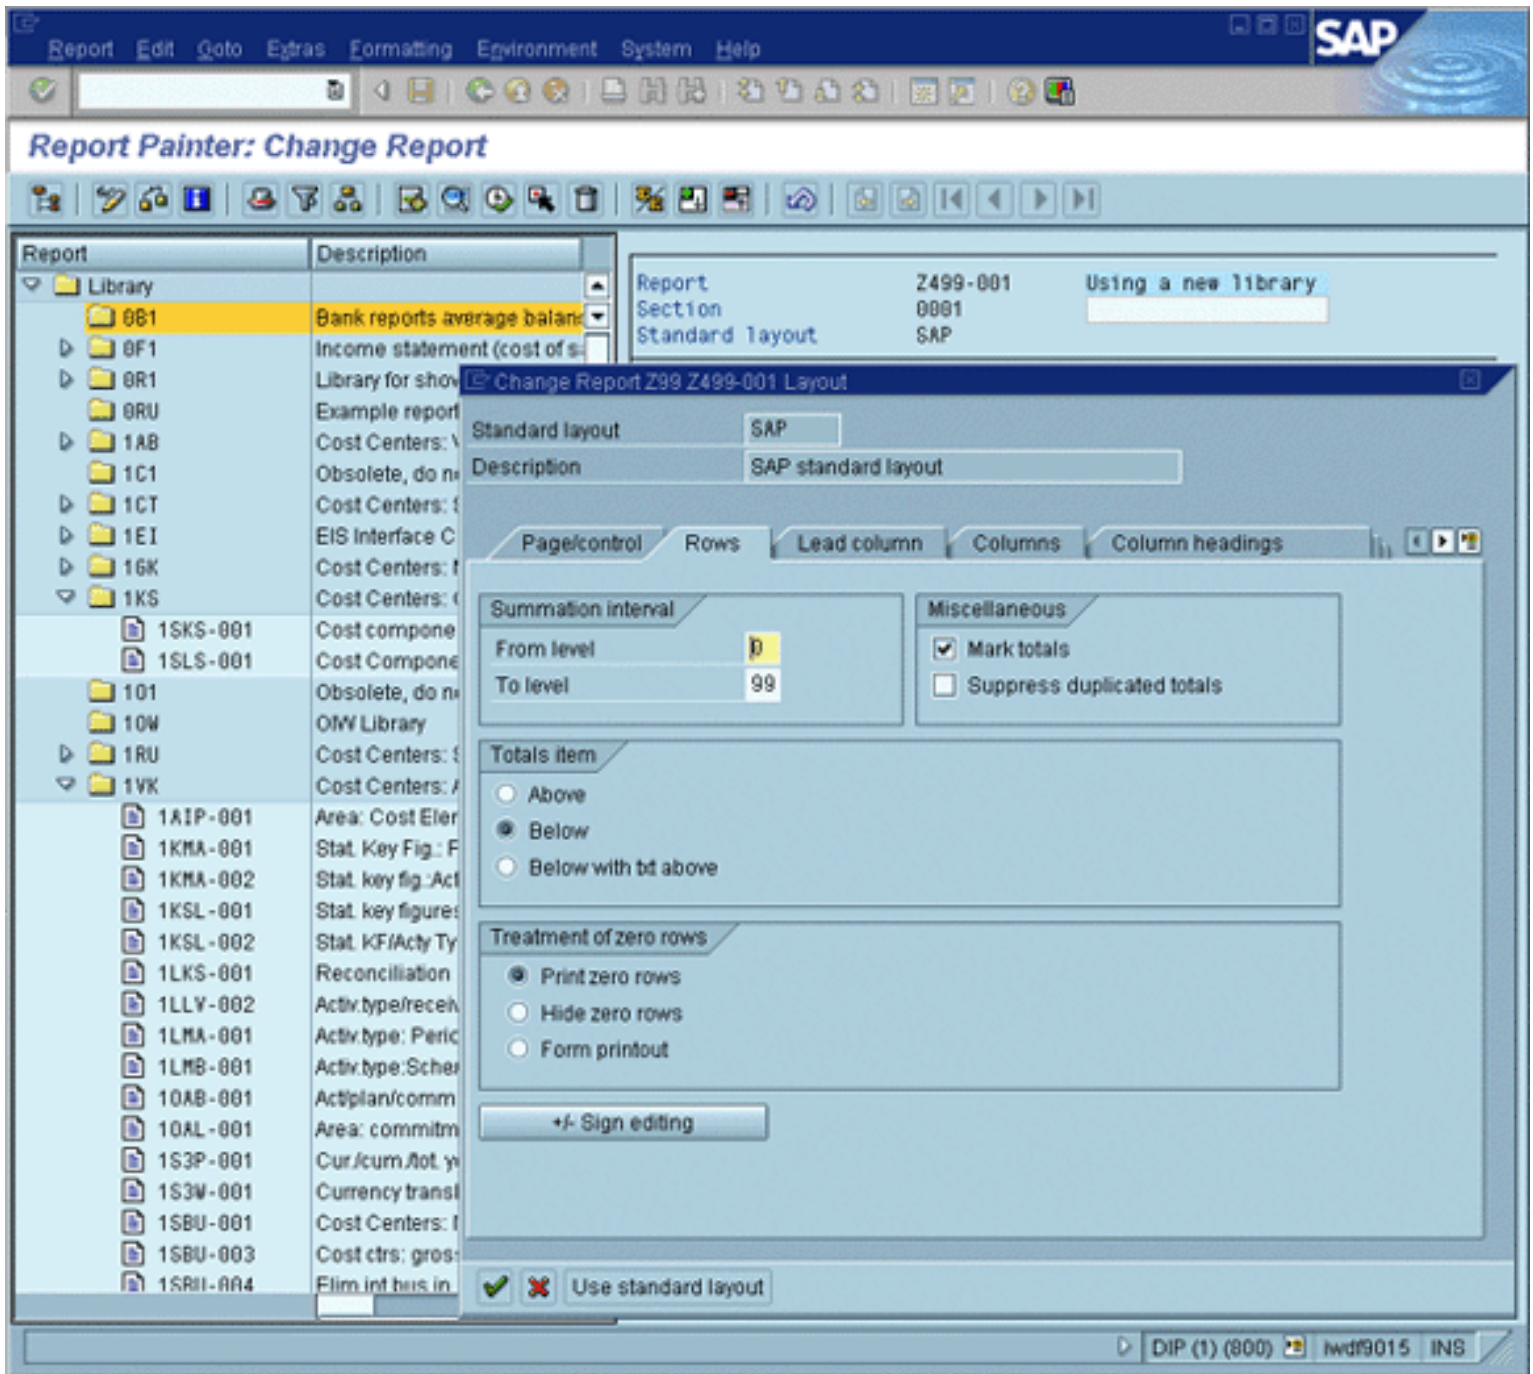 Report Edit Goto Extras Formatting Environment System Help
SAP
Report Painter: Change Report
Report Description
Library
0B1 Bank reports average balan
0F1 Income statement (cost of s
0R1 Library for shov
0RU Example report
1AB Cost Centers:
1C1 Obsolete, do n
1CT Cost Centers:
1EI EIS Interface C
1GK Cost Centers:
1KS Cost Centers:
1SKS-001 Cost compone
1SLS-001 Cost Compone
1O1 Obsolete, do n
1OW OIW Library
1RU Cost Centers:
1VK Cost Centers:
1AIP-001 Area: Cost Eler
1KMA-001 Stat. Key Fig.: F
1KMA-002 Stat. key fig.:Act
1KSL-001 Stat. key figures
1KSL-002 Stat. KF/Acty Ty
1LKS-001 Reconciliation
1LLV-002 Activ.type/receiv
1LMA-001 Activ.type: Peric
1LMB-001 Activ.type:Sche
1OAB-001 Act/plan/comm
1OAL-001 Area: commitm
1S3P-001 Cur./cum./tot. y
1S3W-001 Currency transl
1SBU-001 Cost Centers:
1SBU-003 Cost ctrs: gros
1SBU-004 Elim.int.bus.in
Report Z499-001 Using a new library
Section 0001
Standard layout SAP
Change Report Z99 Z499-001 Layout
Standard layout SAP
Description SAP standard layout
Page/control Rows Lead column Columns Column headings
Summation interval
From level 0
To level 99
Miscellaneous
Mark totals
Suppress duplicated totals
Totals item
Above
Below
Below with txt above
Treatment of zero rows
Print zero rows
Hide zero rows
Form printout
+/- Sign editing
Use standard layout
DIP (1) (800) iwdf9015 INS